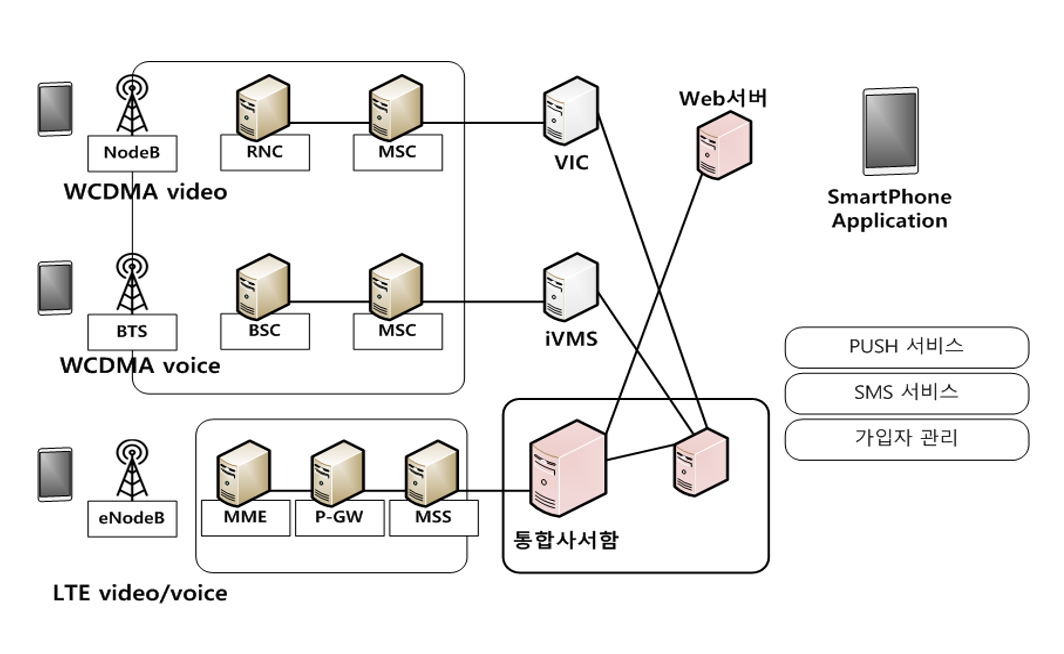 Web서버
NodeB
RNC
MSC
VIC
WCDMA video
SmartPhone
Application
BTS
BSC
MSC
iVMS
WCDMA voice
PUSH 서비스
SMS 서비스
가입자 관리
eNodeB
MME
P-GW
MSS
통합사서함
LTE video/voice